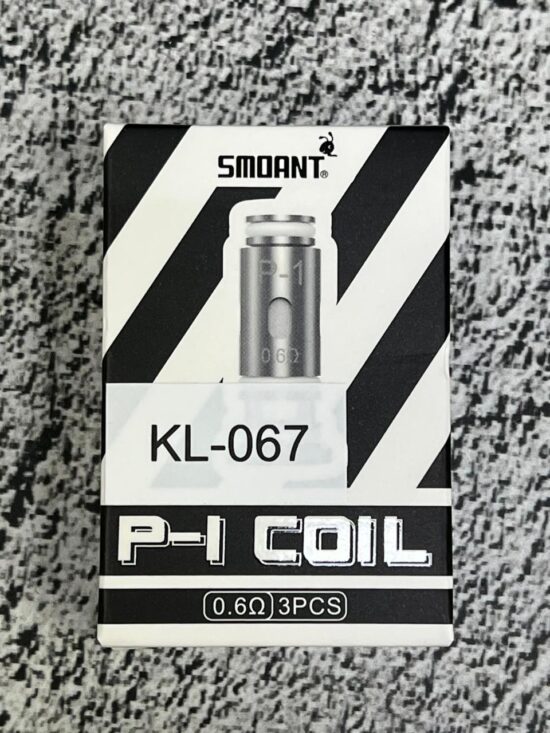 SMOANT®
P-1
0.6Ω
KL-067
P-I COIL
0.6Ω 3PCS